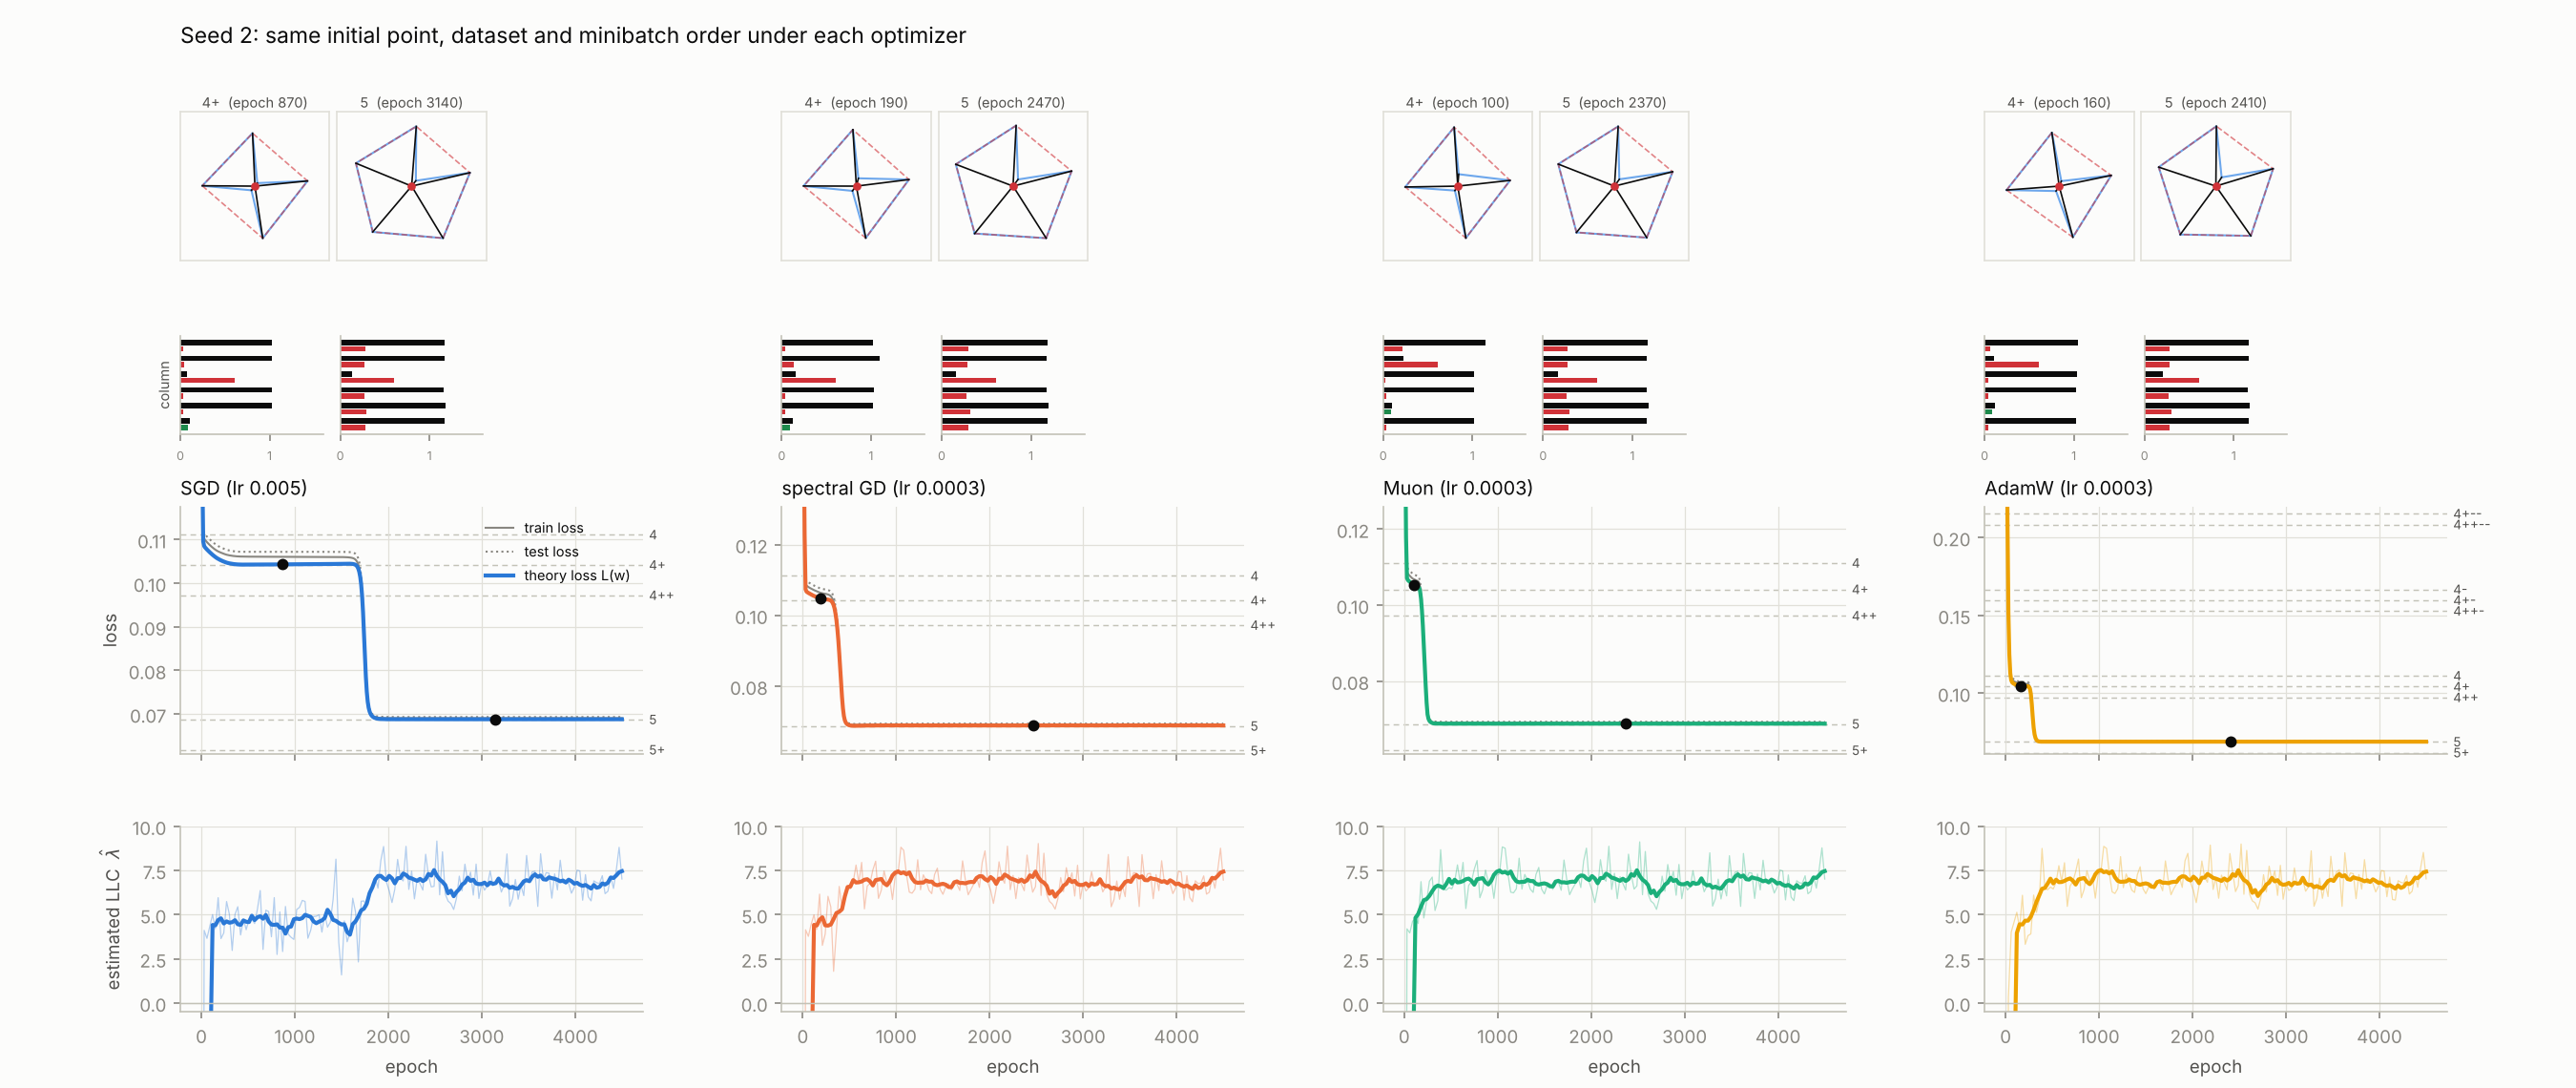 Seed 2: same initial point, dataset and minibatch order under each optimizer
4+ (epoch 870)
5 (epoch 3140)
4+ (epoch 190)
5 (epoch 2470)
4+ (epoch 100)
5 (epoch 2370)
4+ (epoch 160)
5 (epoch 2410)
column
0 1
0 1
0 1
0 1
0 1
0 1
0 1
0 1
SGD (lr 0.005)
loss
0.11
0.10
0.09
0.08
0.07
train loss
test loss
theory loss L(w)
4
4+
4++
5
5+
spectral GD (lr 0.0003)
0.12
0.10
0.08
4
4+
4++
5
5+
Muon (lr 0.0003)
0.12
0.10
0.08
4
4+
4++
5
5+
AdamW (lr 0.0003)
0.20
0.15
0.10
4+--
4++--
4-
4+-
4++-
4
4+
4++
5
5+
estimated LLC λ̂
10.0
7.5
5.0
2.5
0.0
0 1000 2000 3000 4000
epoch
10.0
7.5
5.0
2.5
0.0
0 1000 2000 3000 4000
epoch
10.0
7.5
5.0
2.5
0.0
0 1000 2000 3000 4000
epoch
10.0
7.5
5.0
2.5
0.0
0 1000 2000 3000 4000
epoch